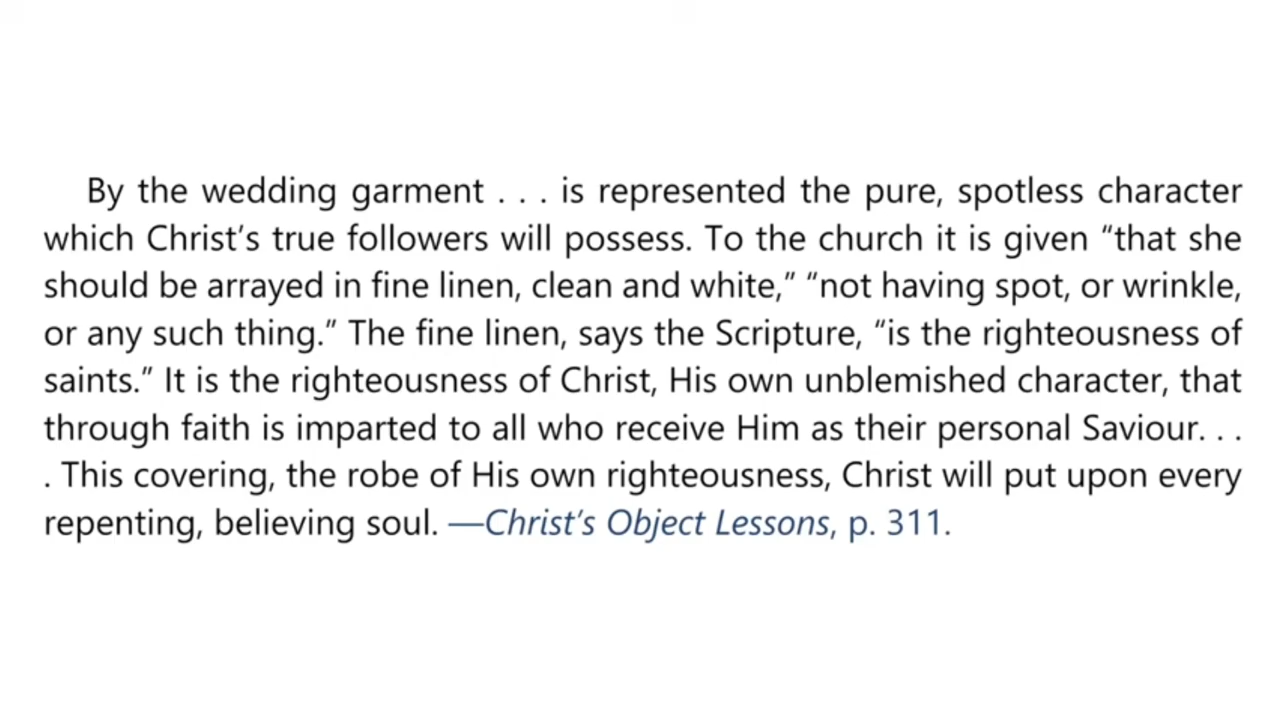 By the wedding garment . . . is represented the pure, spotless character
which Christ’s true followers will possess. To the church it is given “that she
should be arrayed in fine linen, clean and white,” “not having spot, or wrinkle,
or any such thing.” The fine linen, says the Scripture, “is the righteousness of
saints.” It is the righteousness of Christ, His own unblemished character, that
through faith is imparted to all who receive Him as their personal Saviour. . .
. This covering, the robe of His own righteousness, Christ will put upon every
repenting, believing soul. —Christ’s Object Lessons, p. 311.